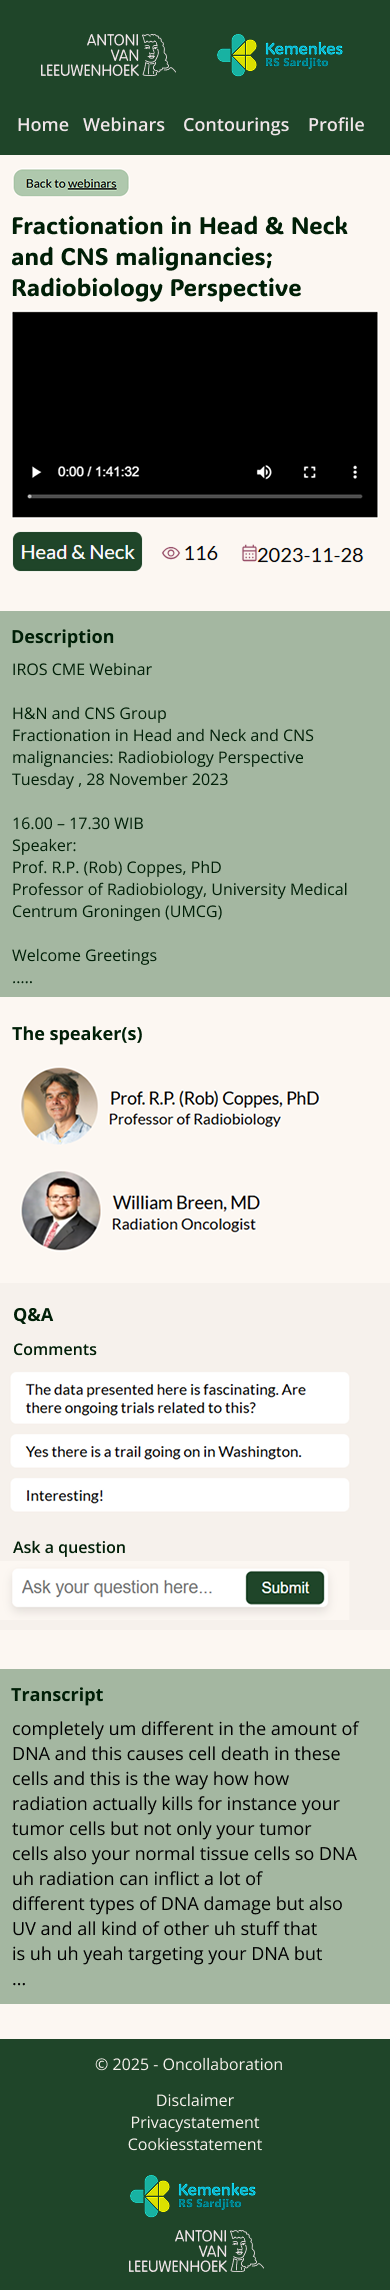 ANTONI
VAN
LEEUWENHOEK
Kemenkes
RS Sardjito
Home Webinars Contourings Profile
Back to webinars
Fractionation in Head & Neck
and CNS malignancies;
Radiobiology Perspective
0:00 / 1:41:32
Head & Neck 116 2023-11-28
Description
IROS CME Webinar
H&N and CNS Group
Fractionation in Head and Neck and CNS
malignancies: Radiobiology Perspective
Tuesday , 28 November 2023
16.00 – 17.30 WIB
Speaker:
Prof. R.P. (Rob) Coppes, PhD
Professor of Radiobiology, University Medical
Centrum Groningen (UMCG)
Welcome Greetings
.....
The speaker(s)
Prof. R.P. (Rob) Coppes, PhD
Professor of Radiobiology
William Breen, MD
Radiation Oncologist
Q&A
Comments
The data presented here is fascinating. Are
there ongoing trials related to this?
Yes there is a trail going on in Washington.
Interesting!
Ask a question
Ask your question here... Submit
Transcript
completely um different in the amount of
DNA and this causes cell death in these
cells and this is the way how how
radiation actually kills for instance your
tumor cells but not only your tumor
cells also your normal tissue cells so DNA
uh radiation can inflict a lot of
different types of DNA damage but also
UV and all kind of other uh stuff that
is uh uh yeah targeting your DNA but
...
© 2025 - Oncollaboration
Disclaimer
Privacystatement
Cookiesstatement
Kemenkes
RS Sardjito
ANTONI
VAN
LEEUWENHOEK